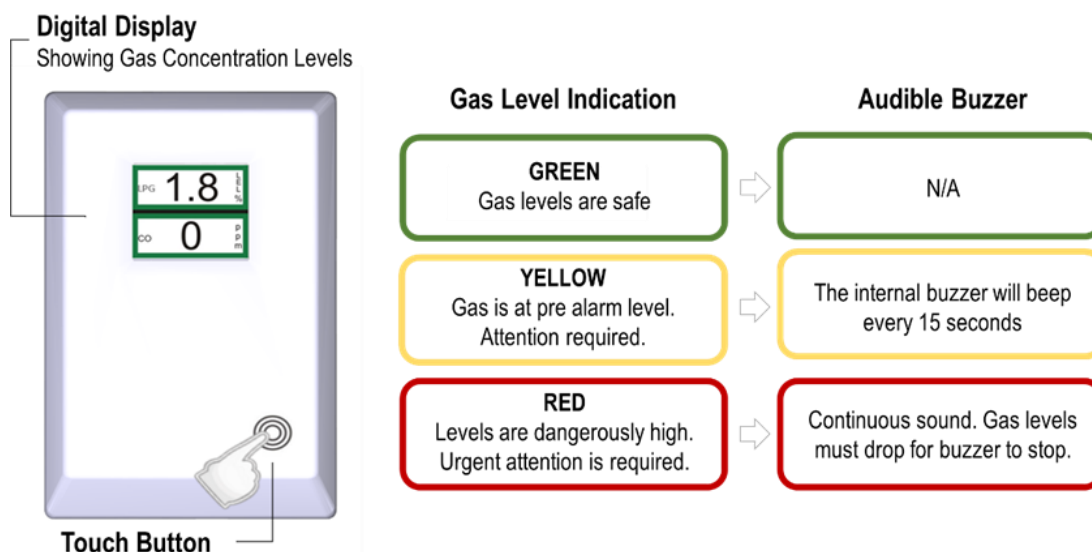 Digital Display
Showing Gas Concentration Levels
LPG 1.8 LEL%
CO 0 ppm
Touch Button
Gas Level Indication
Audible Buzzer
GREEN
Gas levels are safe
N/A
YELLOW
Gas is at pre alarm level.
Attention required.
The internal buzzer will beep
every 15 seconds
RED
Levels are dangerously high.
Urgent attention is required.
Continuous sound. Gas levels
must drop for buzzer to stop.